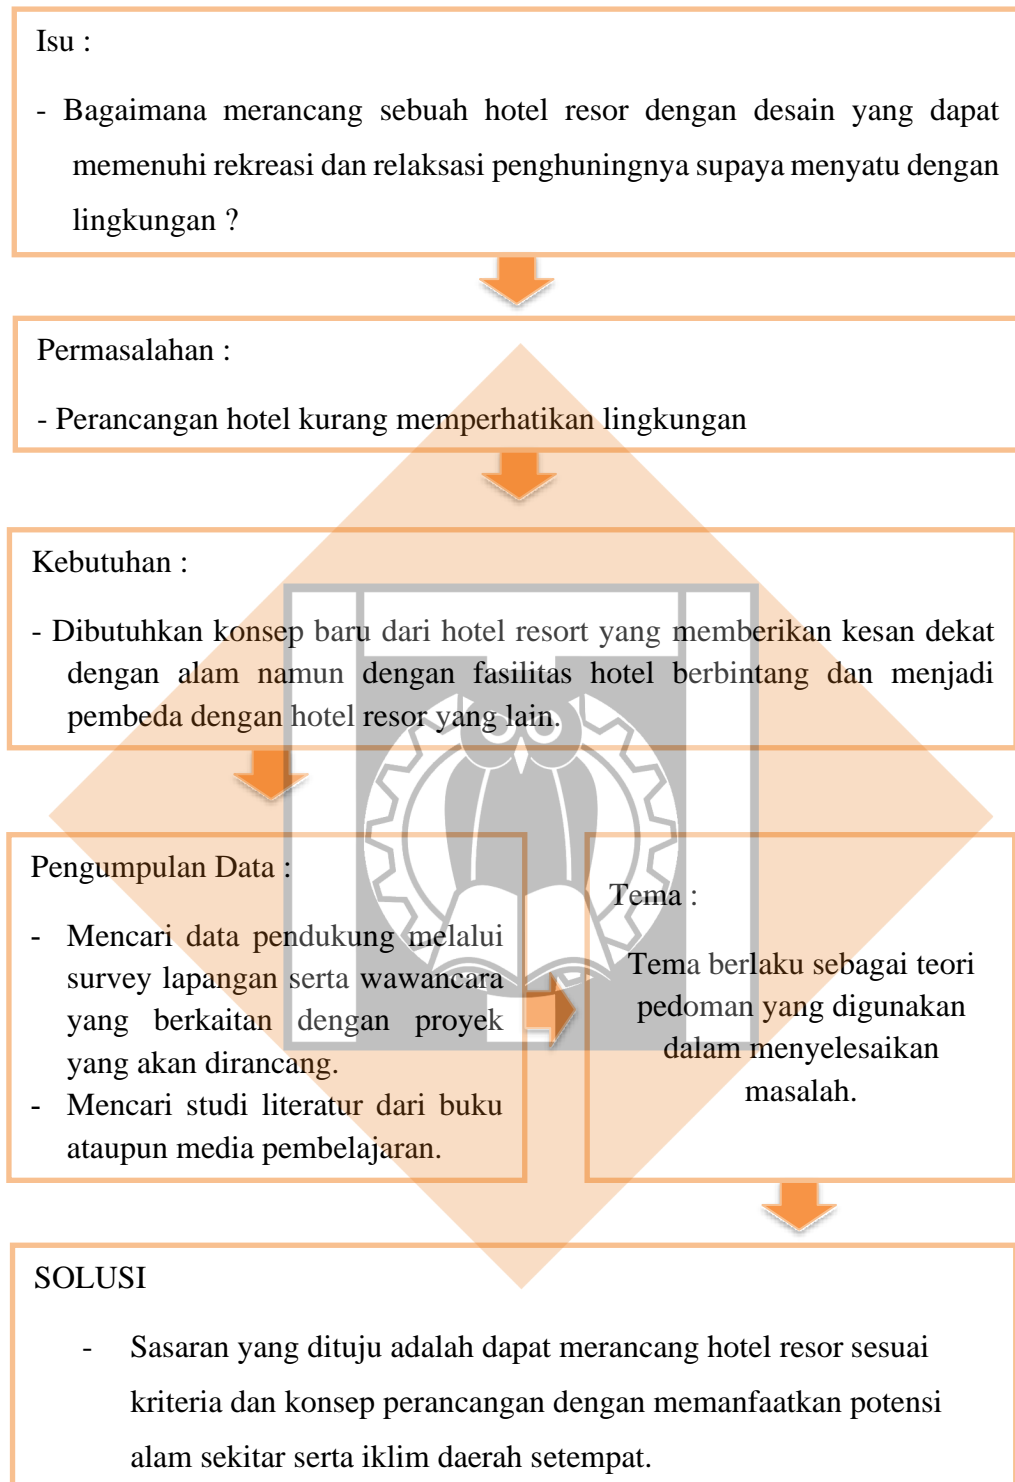 Isu :
- Bagaimana merancang sebuah hotel resor dengan desain yang dapat
memenuhi rekreasi dan relaksasi penghuningnya supaya menyatu dengan
lingkungan ?
Permasalahan :
- Perancangan hotel kurang memperhatikan lingkungan
Kebutuhan :
- Dibutuhkan konsep baru dari hotel resort yang memberikan kesan dekat
dengan alam namun dengan fasilitas hotel berbintang dan menjadi
pembeda dengan hotel resor yang lain.
Pengumpulan Data :
- Mencari data pendukung melalui
survey lapangan serta wawancara
yang berkaitan dengan proyek
yang akan dirancang.
- Mencari studi literatur dari buku
ataupun media pembelajaran.
Tema :
Tema berlaku sebagai teori
pedoman yang digunakan
dalam menyelesaikan
masalah.
SOLUSI
- Sasaran yang dituju adalah dapat merancang hotel resor sesuai
kriteria dan konsep perancangan dengan memanfaatkan potensi
alam sekitar serta iklim daerah setempat.